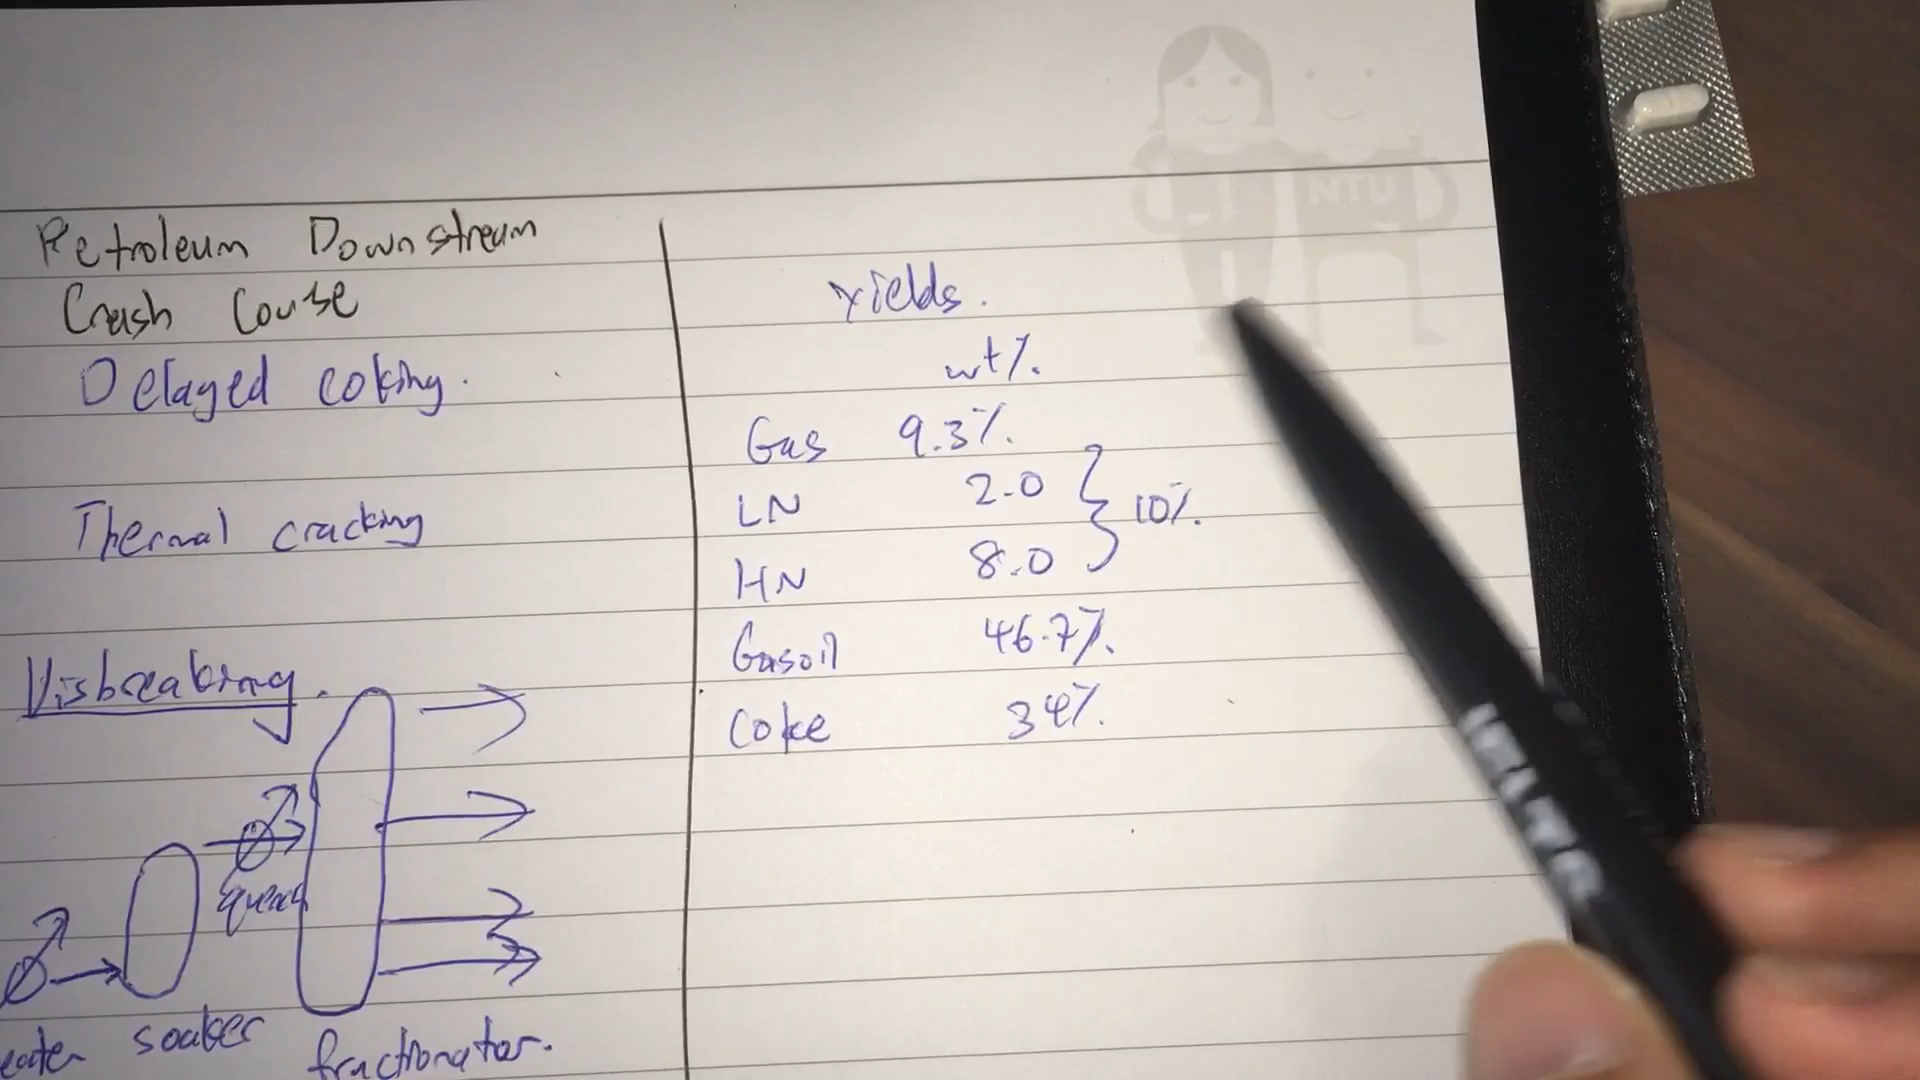 Petroleum Downstream
Crash Couse
Delayed coking.
Thermal cracking
Visbreaking.
quench
soaker
fractionator.
yields.
wt%.
Gas 9.3%.
LN 2.0
HN 8.0
10%.
Gasoil 46.7%.
Coke 34%.
NTU